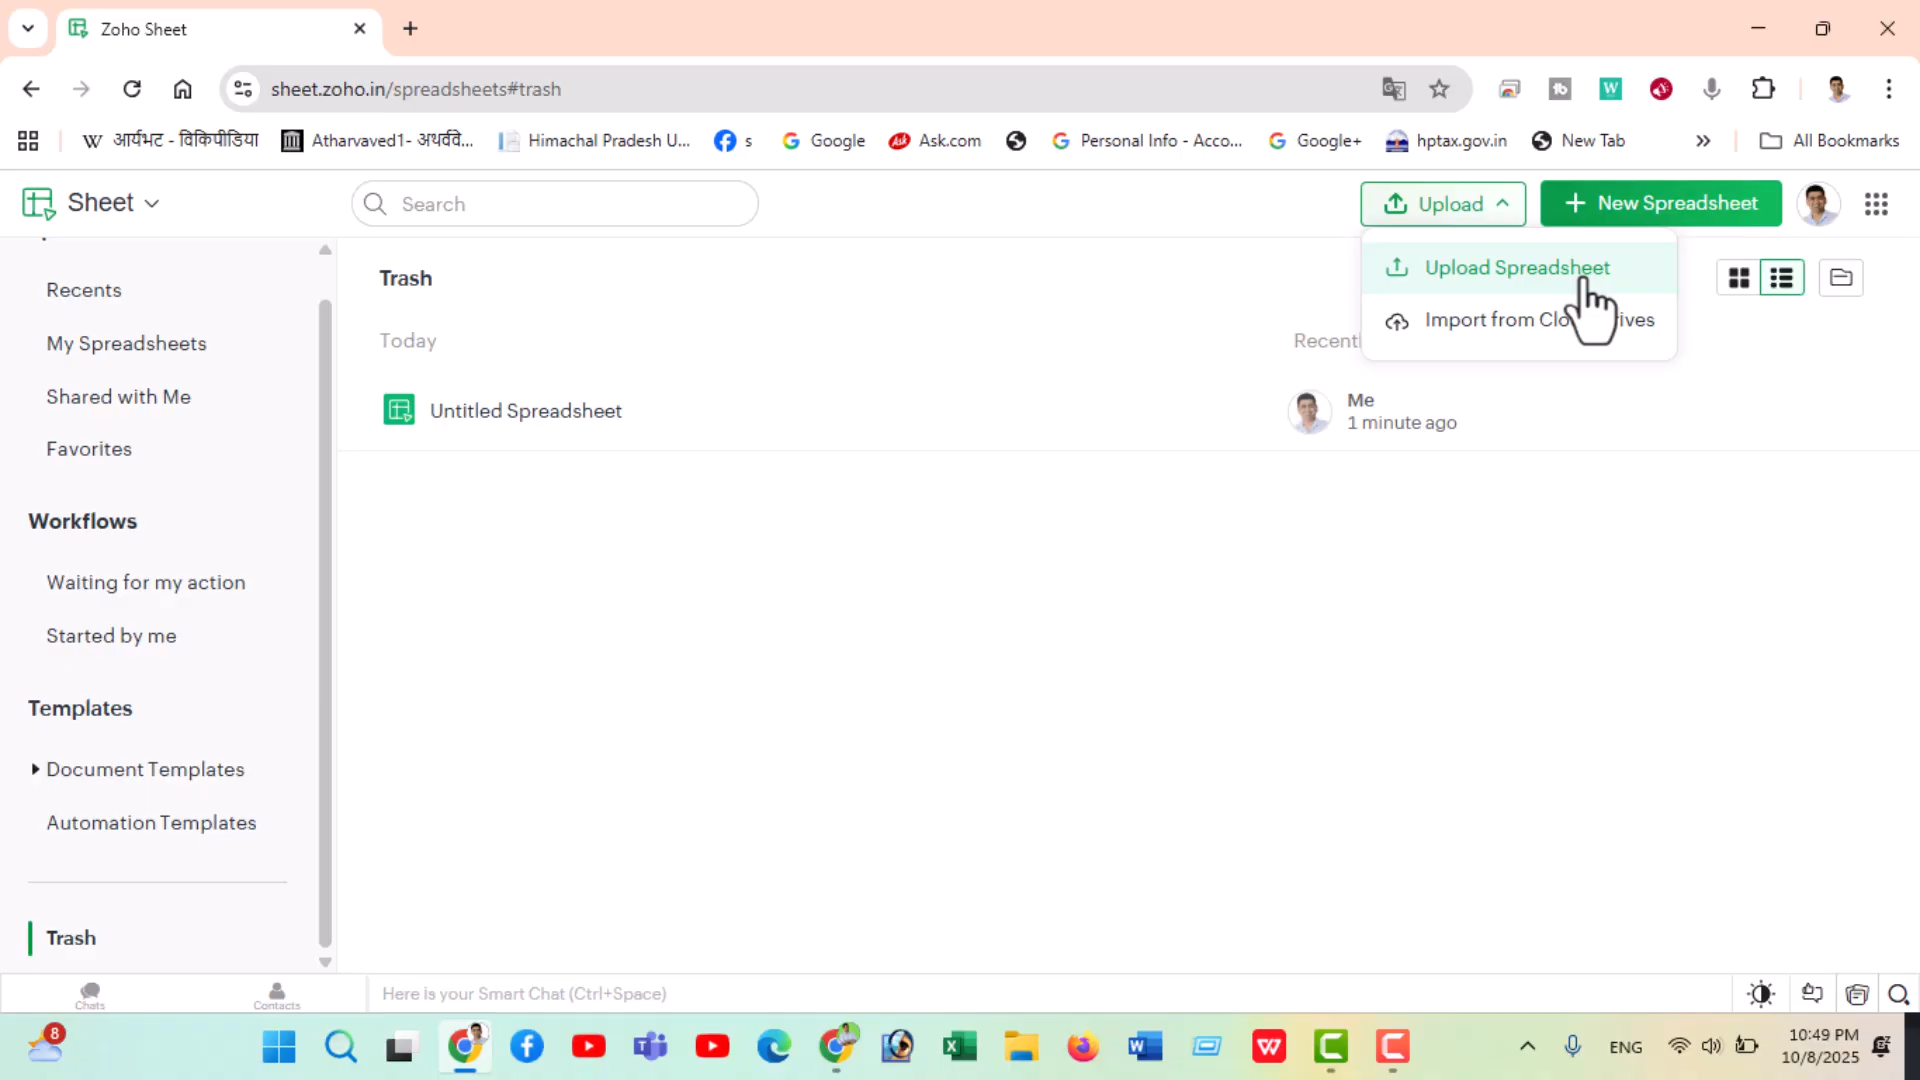 Zoho Sheet
sheet.zoho.in/spreadsheets#trash
आर्यभट - विकिपीडिया
Atharvaved1- अथर्ववे...
Himachal Pradesh U...
s
Google
Ask.com
Personal Info - Acco...
Google+
hptax.gov.in
New Tab
All Bookmarks
Sheet
Search
Upload
New Spreadsheet
Upload Spreadsheet
Recents
My Spreadsheets
Shared with Me
Favorites
Workflows
Waiting for my action
Started by me
Templates
Document Templates
Automation Templates
Trash
Trash
Today
Untitled Spreadsheet
Me
1 minute ago
Import from
Chats
Contacts
Here is your Smart Chat (Ctrl+Space)
8
ENG
10:49 PM
10/8/2025